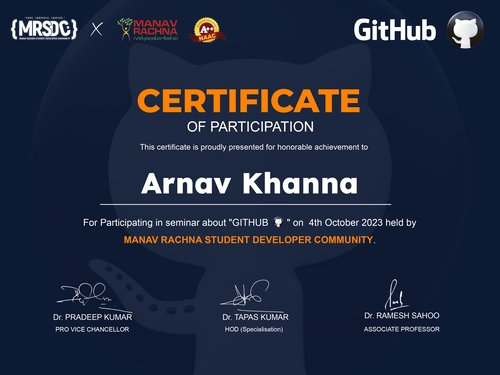 {MRSDC}
MANAV
RACHNA
A++
NAAC
GitHub
CERTIFICATE
OF PARTICIPATION
This certificate is proudly presented for honorable achievement to
Arnav Khanna
For Participating in seminar about "GITHUB " on 4th October 2023 held by
MANAV RACHNA STUDENT DEVELOPER COMMUNITY.
Dr. PRADEEP KUMAR
PRO VICE CHANCELLOR
Dr. TAPAS KUMAR
HOD (Specialisation)
Dr. RAMESH SAHOO
ASSOCIATE PROFESSOR